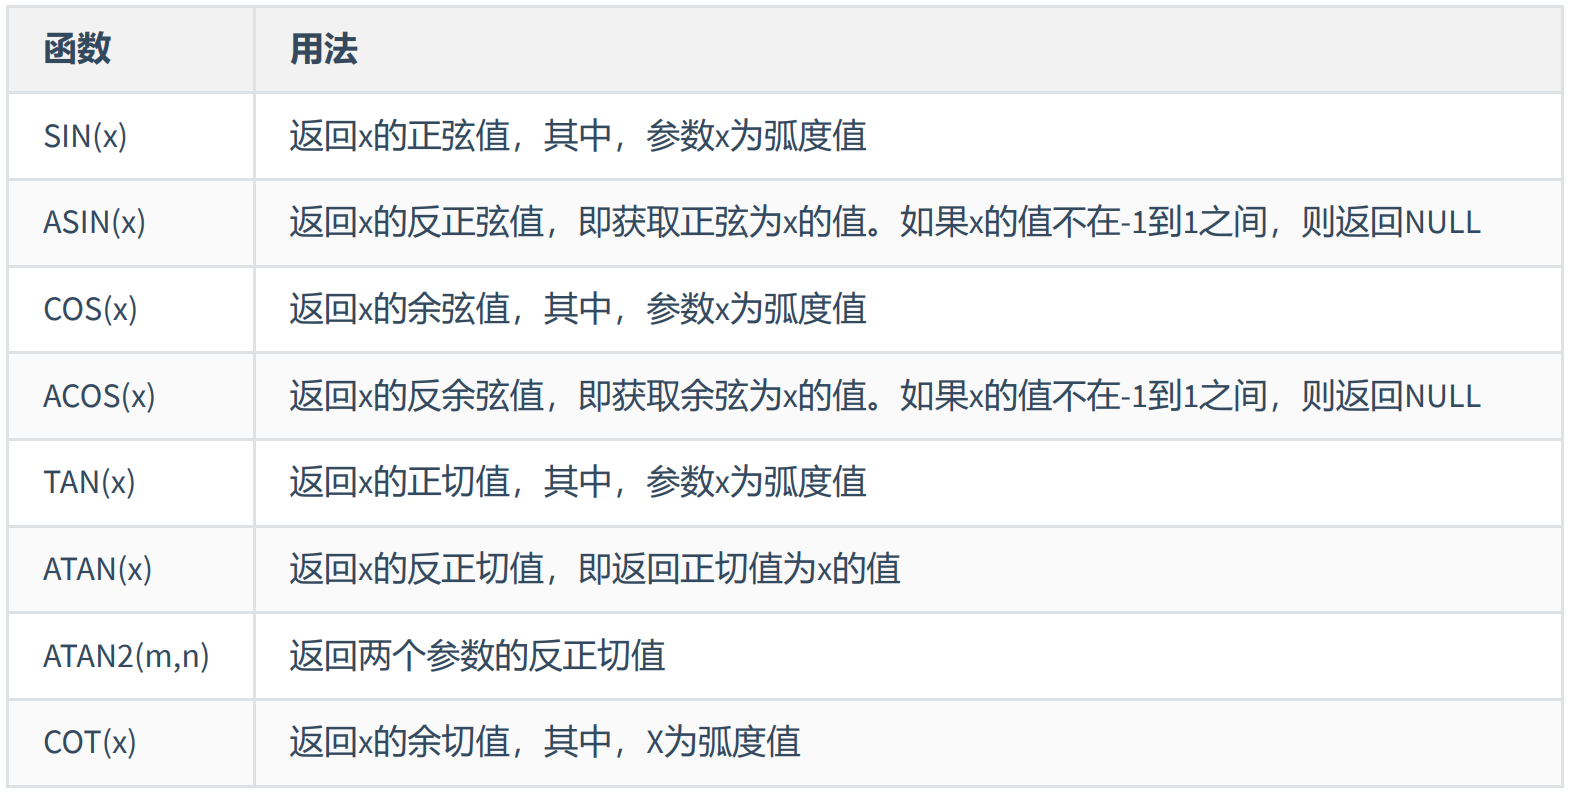 函数 用法
SIN(x) 返回x的正弦值，其中，参数x为弧度值
ASIN(x) 返回x的反正弦值，即获取正弦为x的值。如果x的值不在-1到1之间，则返回NULL
COS(x) 返回x的余弦值，其中，参数x为弧度值
ACOS(x) 返回x的反余弦值，即获取余弦为x的值。如果x的值不在-1到1之间，则返回NULL
TAN(x) 返回x的正切值，其中，参数x为弧度值
ATAN(x) 返回x的反正切值，即返回正切值为x的值
ATAN2(m,n) 返回两个参数的反正切值
COT(x) 返回x的余切值，其中，X为弧度值